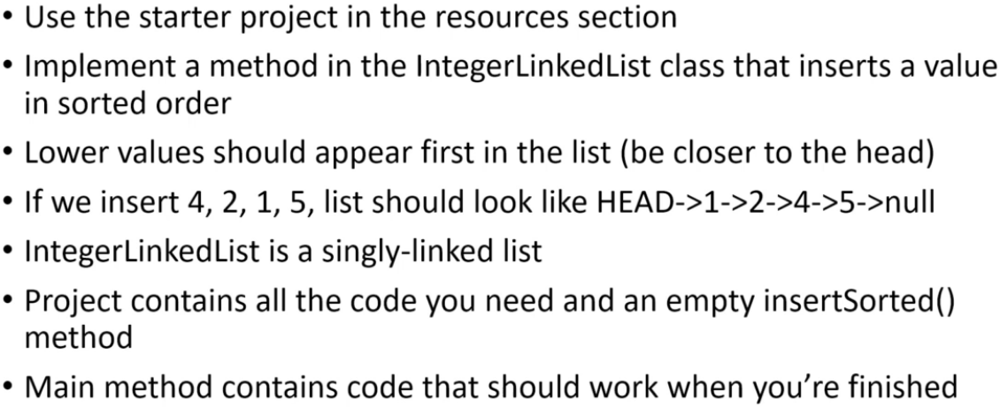 • Use the starter project in the resources section
• Implement a method in the IntegerLinkedList class that inserts a value
in sorted order
• Lower values should appear first in the list (be closer to the head)
• If we insert 4, 2, 1, 5, list should look like HEAD->1->2->4->5->null
• IntegerLinkedList is a singly-linked list
• Project contains all the code you need and an empty insertSorted()
method
• Main method contains code that should work when you’re finished